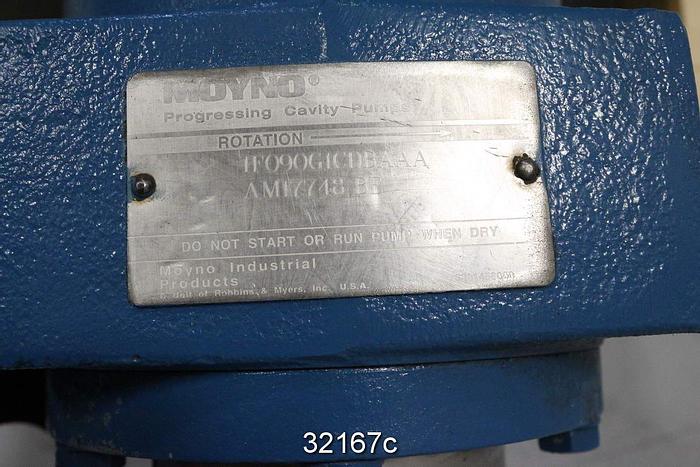 MOYNO®
Progressing Cavity Pumps
ROTATION
1F090G1CDBAAA
AM17748
DO NOT START OR RUN PUMP WHEN DRY
Moyno Industrial
Products
A Unit of Robbins & Myers, Inc. U.S.A.
32167c